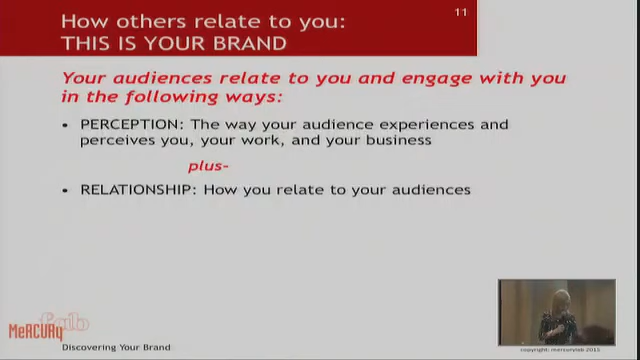 How others relate to you:
THIS IS YOUR BRAND
11
Your audiences relate to you and engage with you
in the following ways:
• PERCEPTION: The way your audience experiences and
perceives you, your work, and your business
plus-
• RELATIONSHIP: How you relate to your audiences
MeRCURy
lab
Discovering Your Brand
copyright: mercurylab 2015